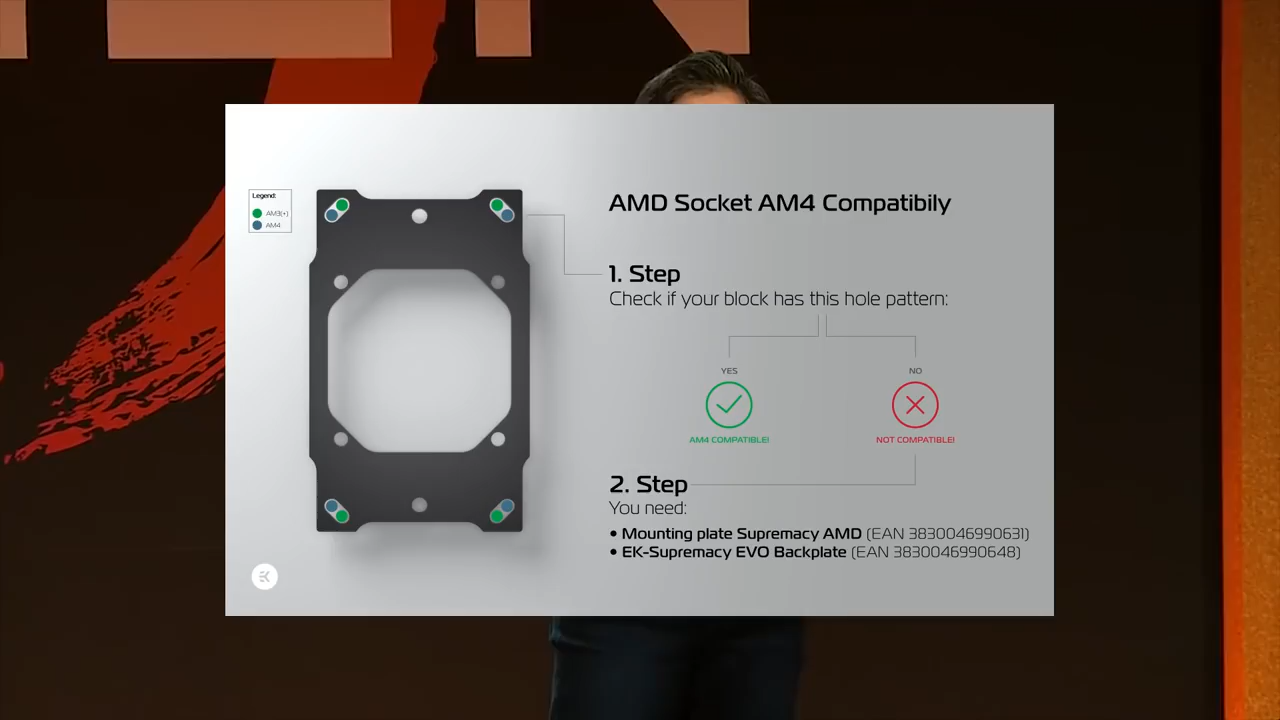 Legend:
AM3(+)
AM4
AMD Socket AM4 Compatibily
1. Step
Check if your block has this hole pattern:
YES
NO
AM4 COMPATIBLE!
NOT COMPATIBLE!
2. Step
You need:
• Mounting plate Supremacy AMD (EAN 3830046990631)
• EK-Supremacy EVO Backplate (EAN 3830046990648)